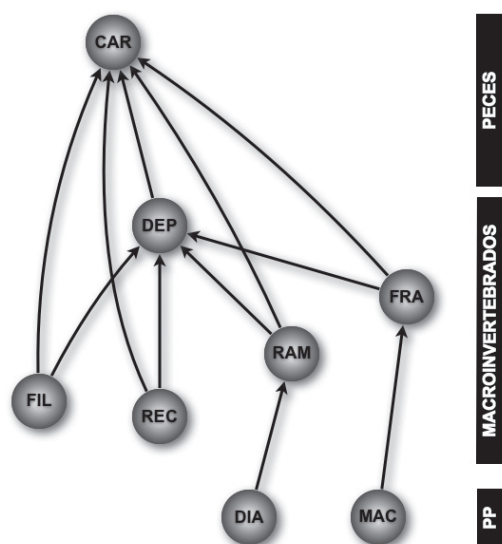 CAR
DEP
FRA
RAM
FIL
REC
DIA
MAC
PECES
MACROINVERTEBRADOS
PP